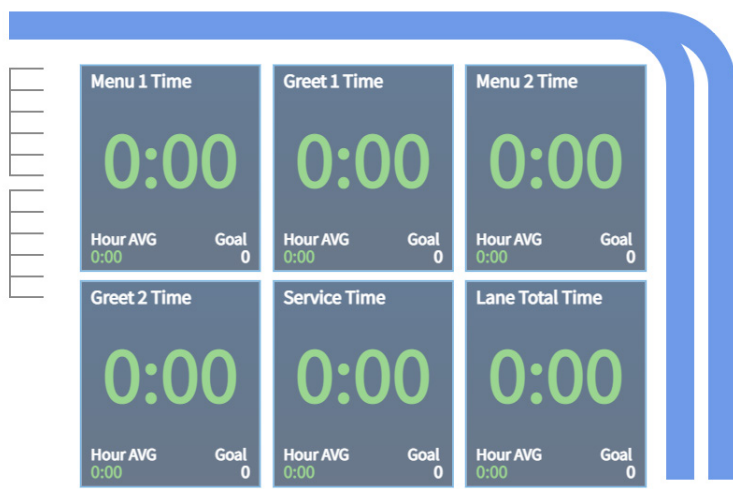 Menu 1 Time
0:00
Hour AVG Goal
0:00 0
Greet 1 Time
0:00
Hour AVG Goal
0:00 0
Menu 2 Time
0:00
Hour AVG Goal
0:00 0
Greet 2 Time
0:00
Hour AVG Goal
0:00 0
Service Time
0:00
Hour AVG Goal
0:00 0
Lane Total Time
0:00
Hour AVG Goal
0:00 0